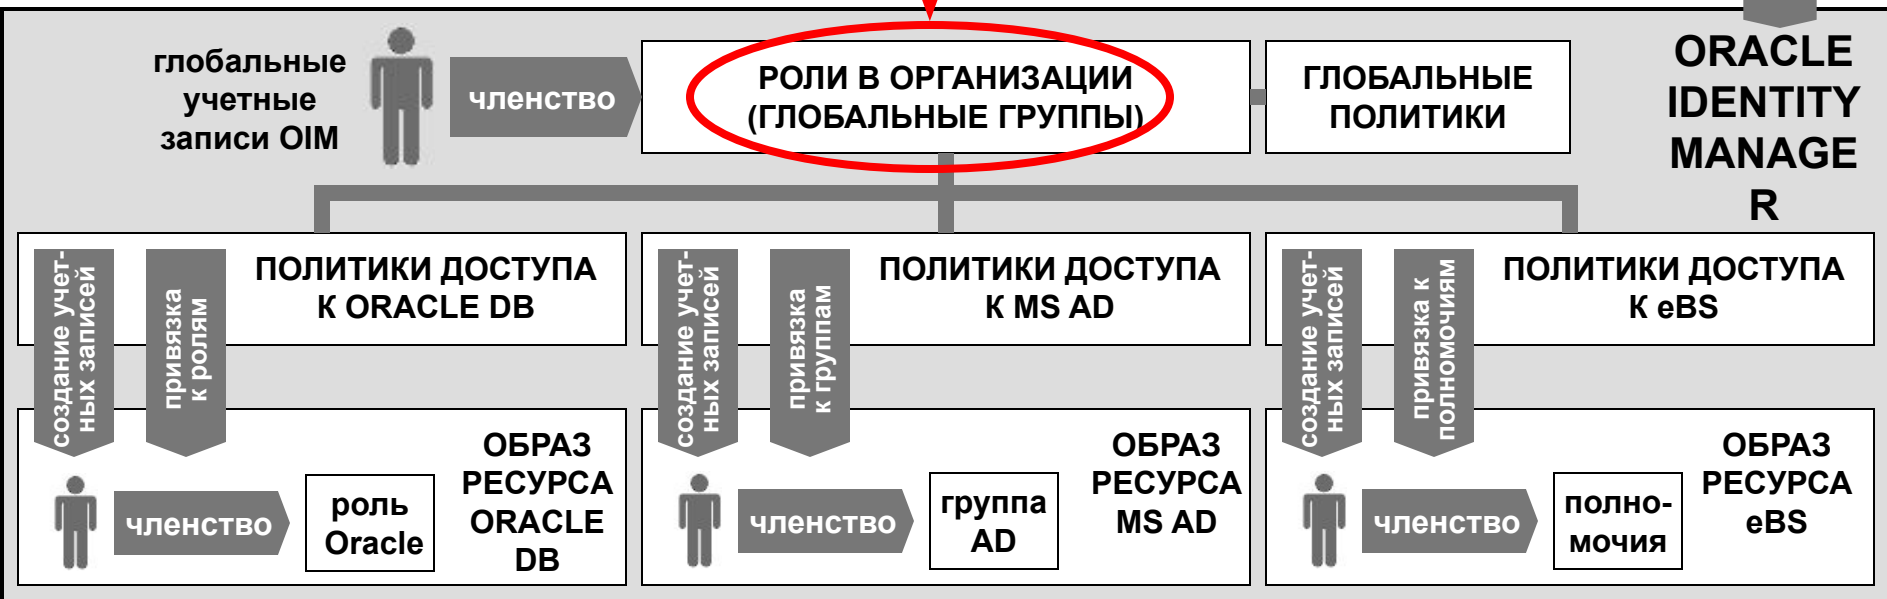 глобальные
учетные
записи OIM
членство
РОЛИ В ОРГАНИЗАЦИИ
(ГЛОБАЛЬНЫЕ ГРУППЫ)
ГЛОБАЛЬНЫЕ
ПОЛИТИКИ
ORACLE
IDENTITY
MANAGE
R
создание учет-
ных записей
привязка
к ролям
ПОЛИТИКИ ДОСТУПА
К ORACLE DB
создание учет-
ных записей
привязка
к группам
ПОЛИТИКИ ДОСТУПА
К MS AD
создание учет-
ных записей
привязка к
полномочиям
ПОЛИТИКИ ДОСТУПА
К eBS
членство
роль
Oracle
ОБРАЗ
РЕСУРСА
ORACLE
DB
членство
группа
AD
ОБРАЗ
РЕСУРСА
MS AD
членство
полно-
мочия
ОБРАЗ
РЕСУРСА
eBS